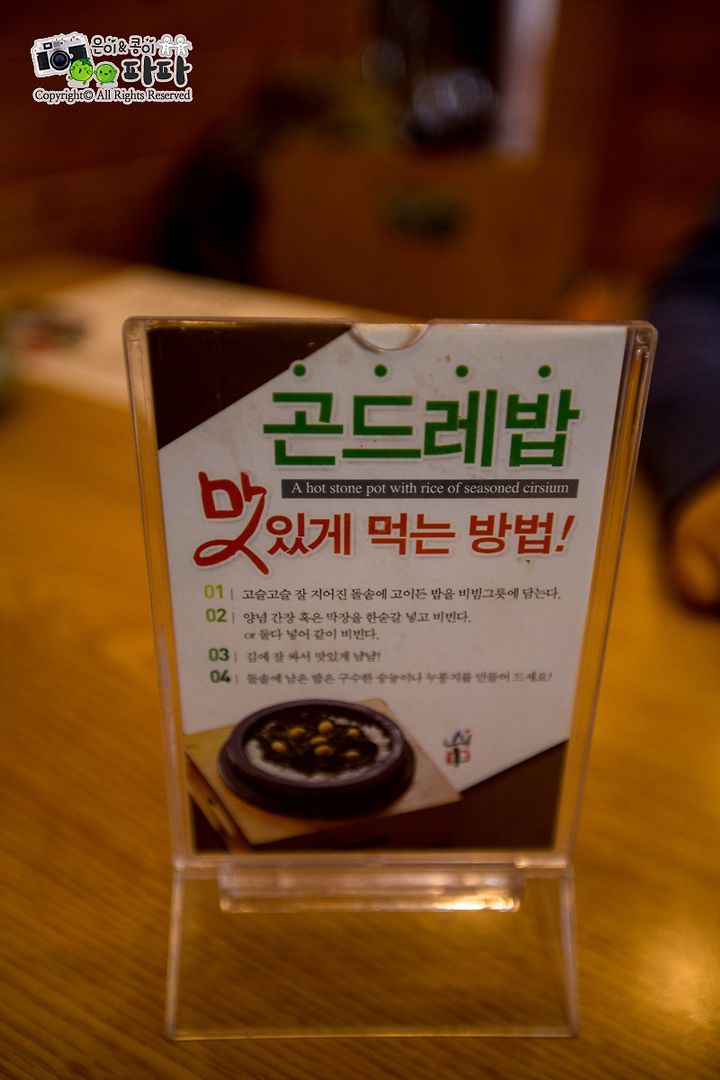 은이&콩이
파파
Copyright© All Rights Reserved
곤드레밥
A hot stone pot with rice of seasoned cirsium
맛있게 먹는 방법!
01 | 고슬고슬 잘 지어진 돌솥에 고이든 밥을 비빔그릇에 담는다.
02 | 양념 간장 혹은 막장을 한숟갈 넣고 비빈다.
or 둘다 넣어 같이 비빈다.
03 | 김에 잘 싸서 맛있게 냠냠!
04 | 돌솥에 남은 밥은 구수한 숭늉이나 누룽지를 만들어 드세요!